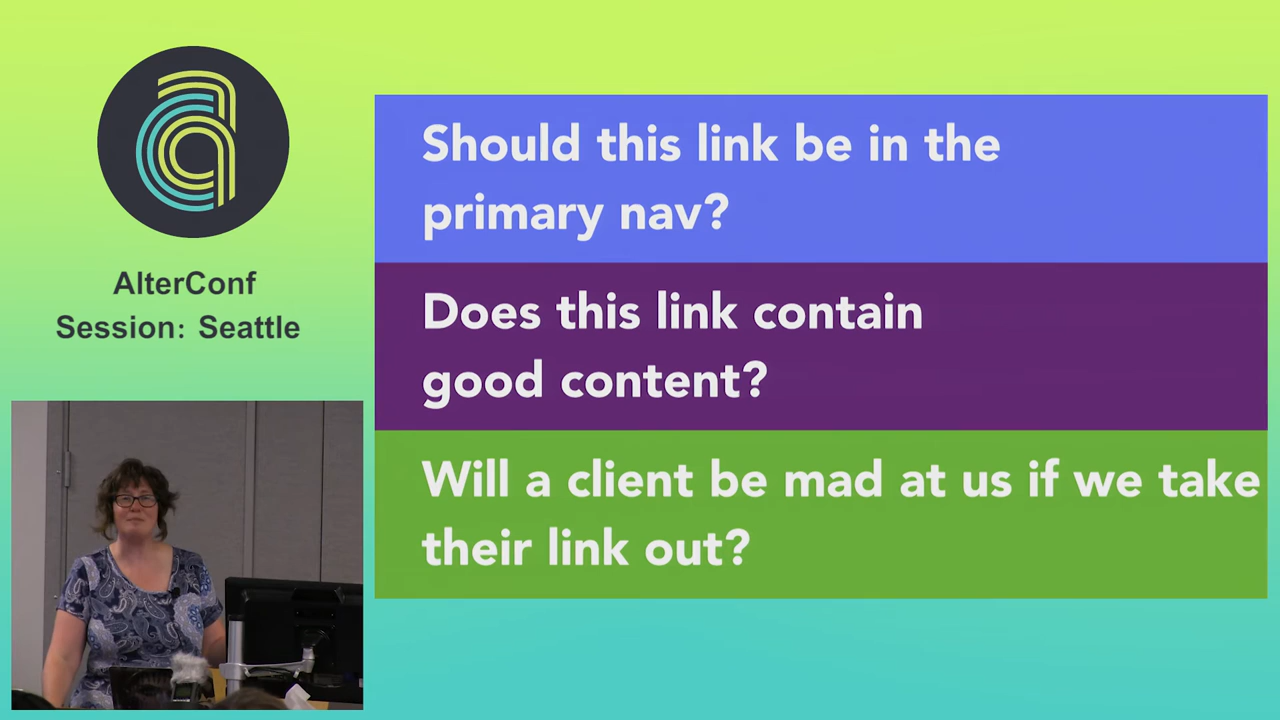 AlterConf
Session: Seattle
Should this link be in the
primary nav?
Does this link contain
good content?
Will a client be mad at us if we take
their link out?